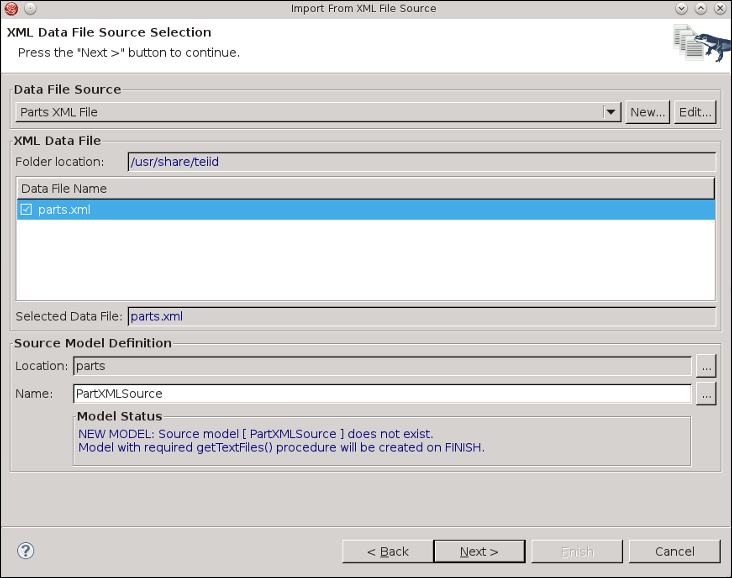 Import From XML File Source
XML Data File Source Selection
Press the "Next >" button to continue.
Data File Source
Parts XML File
New...
Edit...
XML Data File
Folder location: /usr/share/teiid
Data File Name
parts.xml
Selected Data File: parts.xml
Source Model Definition
Location: parts ...
Name: PartXMLSource ...
Model Status
NEW MODEL: Source model [ PartXMLSource ] does not exist.
Model with required getTextFiles() procedure will be created on FINISH.
? < Back Next > Finish Cancel